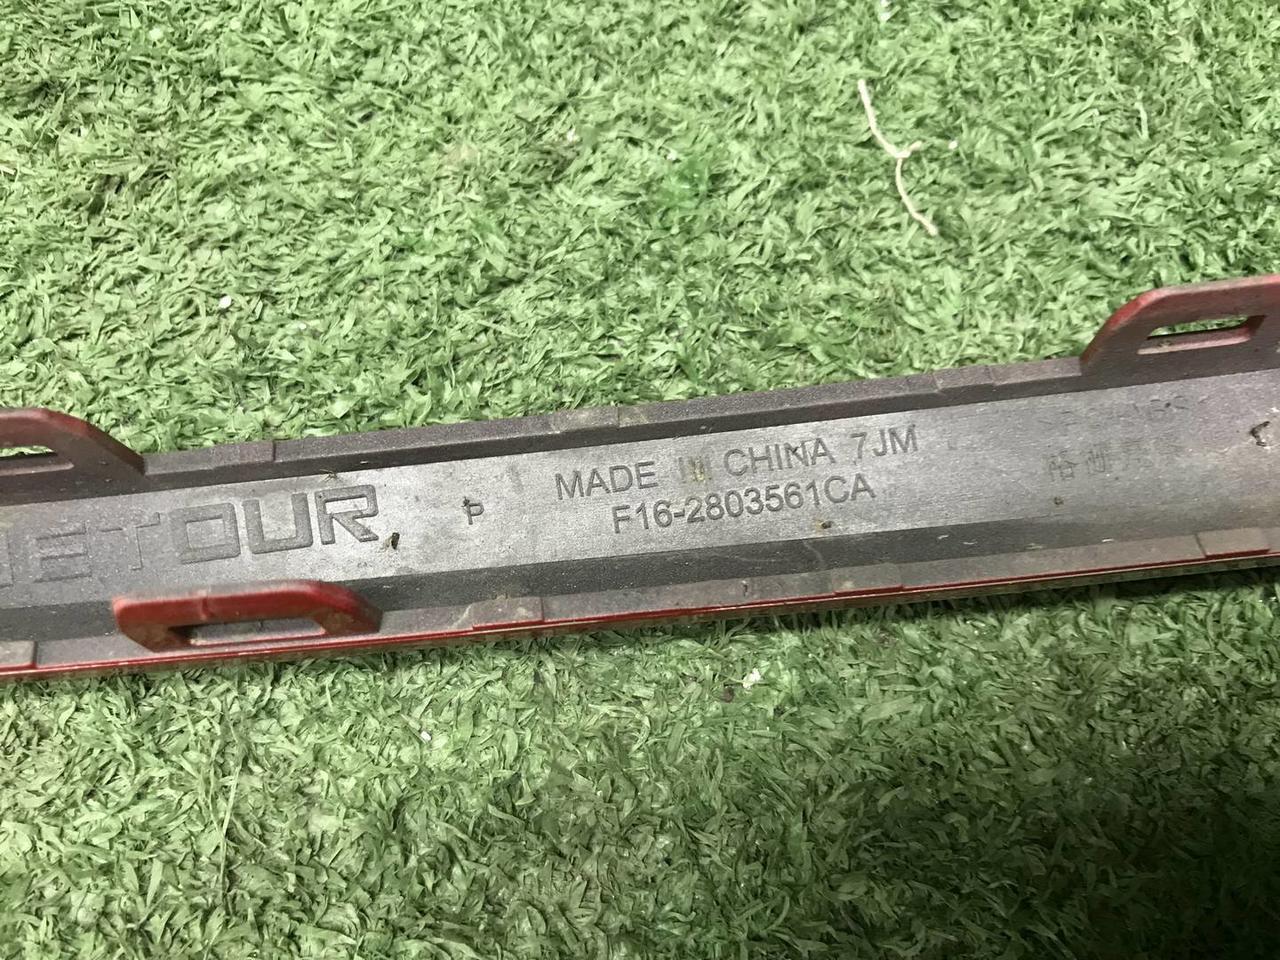 JETOUR
P
MADE IN CHINA 7JM
F16-2803561CA